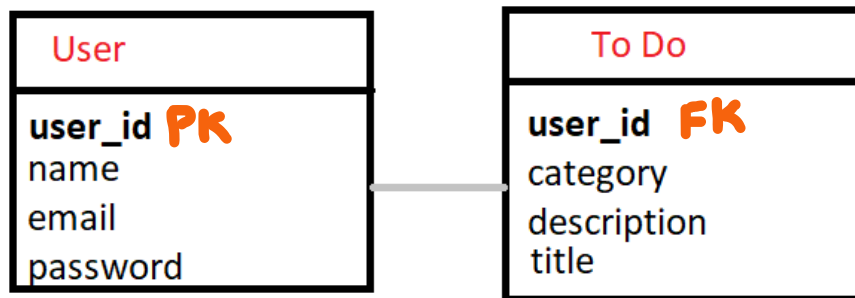 User
user_id PK
name
email
password
To Do
user_id FK
category
description
title